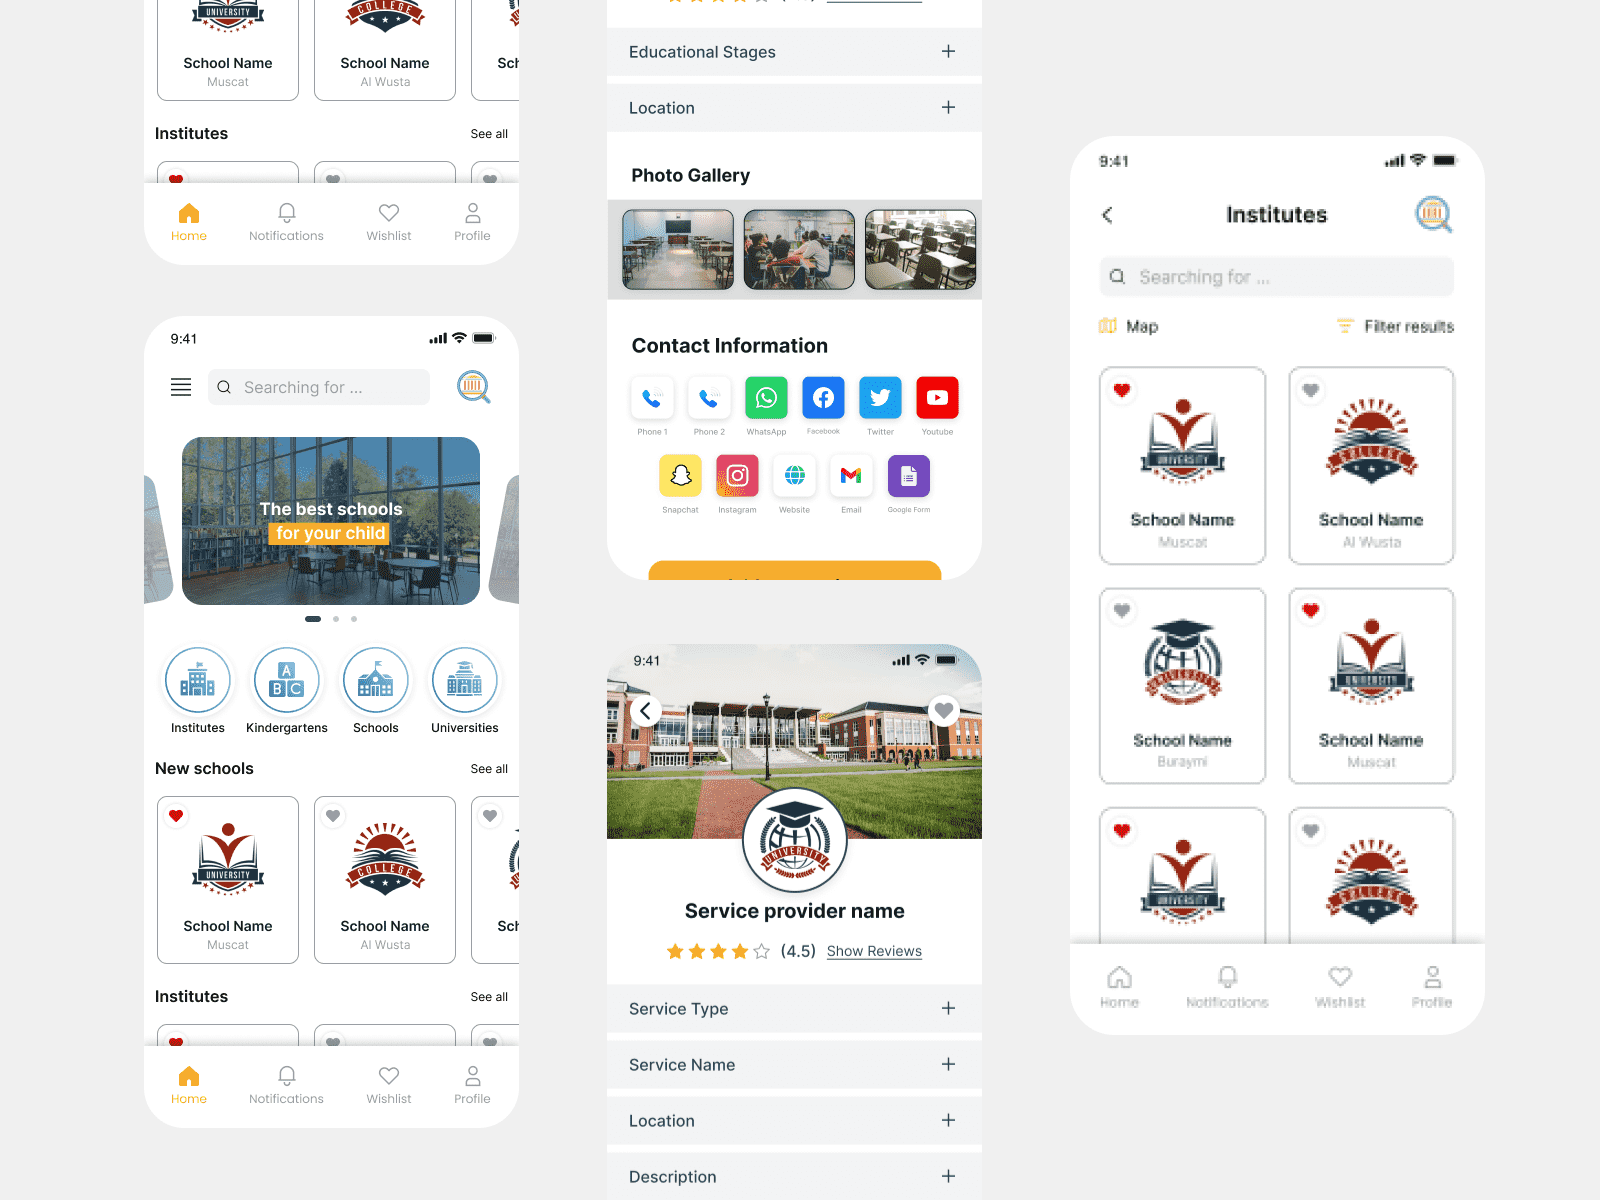 UNIVERSITY
COLLEGE
School Name
Muscat
School Name
Al Wusta
Sch
Institutes
See all
Home
Notifications
Wishlist
Profile
9:41
Searching for ...
The best schools
for your child
Institutes
A
B C
Kindergartens
Schools
Universities
New schools
See all
UNIVERSITY
COLLEGE
School Name
Muscat
School Name
Al Wusta
Sch
Institutes
See all
Home
Notifications
Wishlist
Profile
Educational Stages
Location
Photo Gallery
Contact Information
Phone 1
Phone 2
WhatsApp
Facebook
Twitter
Youtube
Snapchat
Instagram
Website
Email
Google Form
9:41
UNIVERSITY
Service provider name
(4.5)
Show Reviews
Service Type
Service Name
Location
Description
9:41
Institutes
Searching for ...
Map
Filter results
UNIVERSITY
COLLEGE
School Name
Muscat
School Name
Al Wusta
UNIVERSITY
UNIVERSITY
School Name
Buraymi
School Name
Muscat
UNIVERSITY
COLLEGE
Home
Notifications
Wishlist
Profile